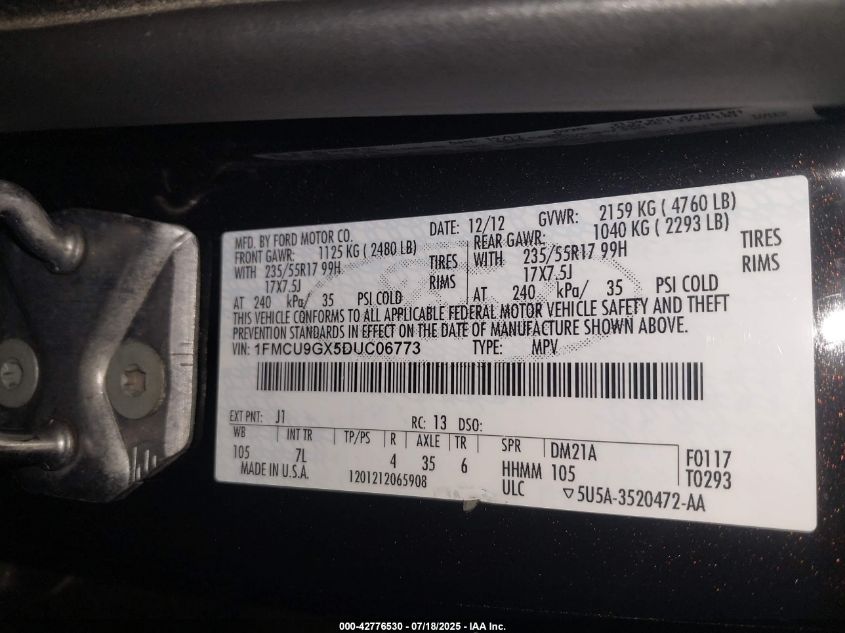 MFD. BY FORD MOTOR CO. DATE: 12/12 GVWR: 2159 KG ( 4760 LB)
FRONT GAWR: 1125 KG ( 2480 LB) REAR GAWR: 1040 KG ( 2293 LB)
WITH 235/55R17 99H TIRES WITH 235/55R17 99H TIRES
17X7.5J RIMS 17X7.5J RIMS
AT 240 kPa/ 35 PSI COLD AT 240 kPa/ 35 PSI COLD
THIS VEHICLE CONFORMS TO ALL APPLICABLE FEDERAL MOTOR VEHICLE SAFETY AND THEFT
PREVENTION STANDARDS IN EFFECT ON THE DATE OF MANUFACTURE SHOWN ABOVE.
VIN: 1FMCU9GX5DUC06773 TYPE: MPV
EXT PNT: J1 RC: 13 DSO:
WB INT TR TP/PS R AXLE TR SPR DM21A F0117
105 7L 4 35 6 HHMM 105 T0293
MADE IN U.S.A. 1201212065908 ULC ▽5U5A-3520472-AA
000-42776530 - 07/18/2025 - IAA Inc.